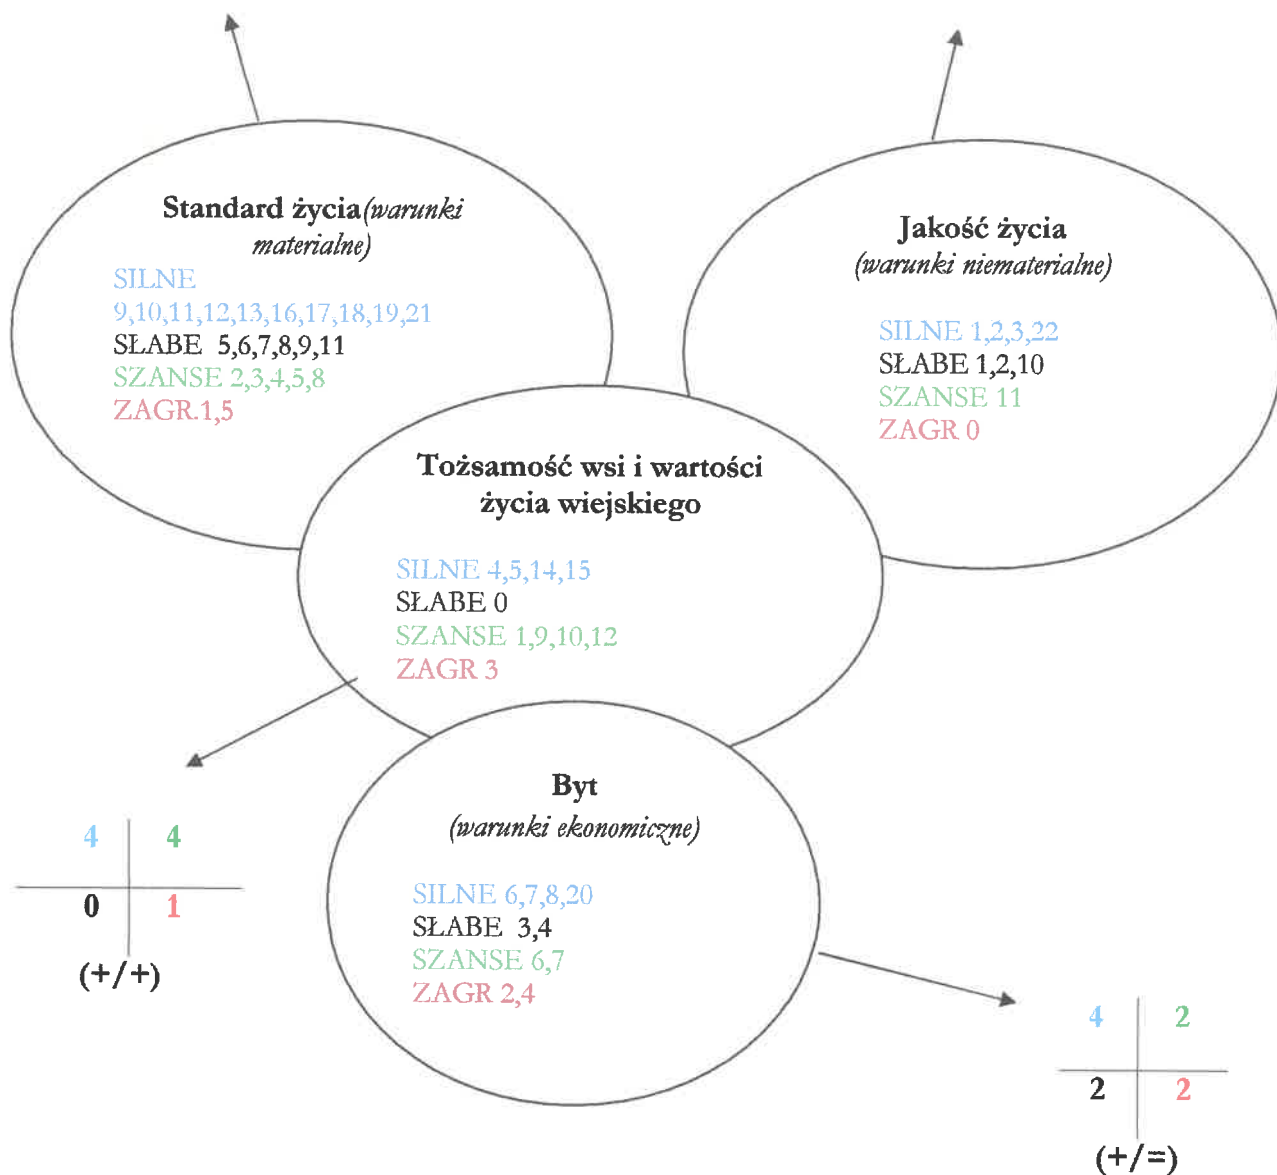 Standard życia(warunki
materialne)
SILNE
9,10,11,12,13,16,17,18,19,21
SŁABE 5,6,7,8,9,11
SZANSE 2,3,4,5,8
ZAGR.1,5
Jakość życia
(warunki niematerialne)
SILNE 1,2,3,22
SŁABE 1,2,10
SZANSE 11
ZAGR 0
Tożsamość wsi i wartości
życia wiejskiego
SILNE 4,5,14,15
SŁABE 0
SZANSE 1,9,10,12
ZAGR 3
Byt
(warunki ekonomiczne)
SILNE 6,7,8,20
SŁABE 3,4
SZANSE 6,7
ZAGR 2,4
4 4
0 1
(+/+)
4 2
2 2
(+/=)